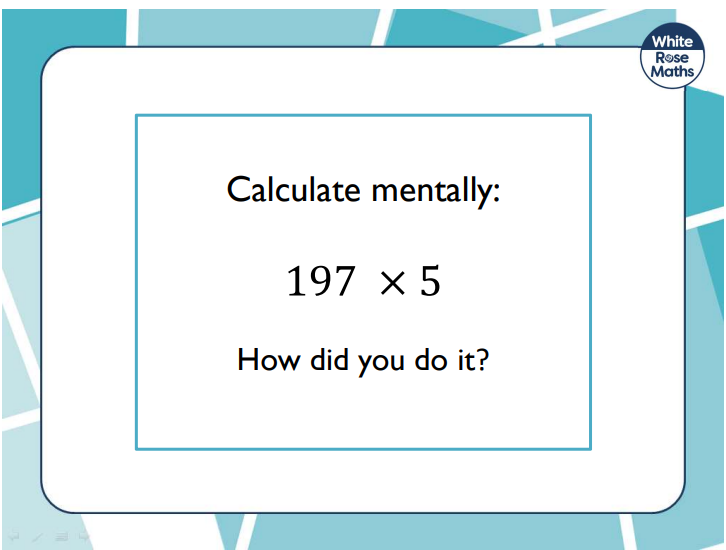 White
Rose
Maths
Calculate mentally:
197 × 5
How did you do it?